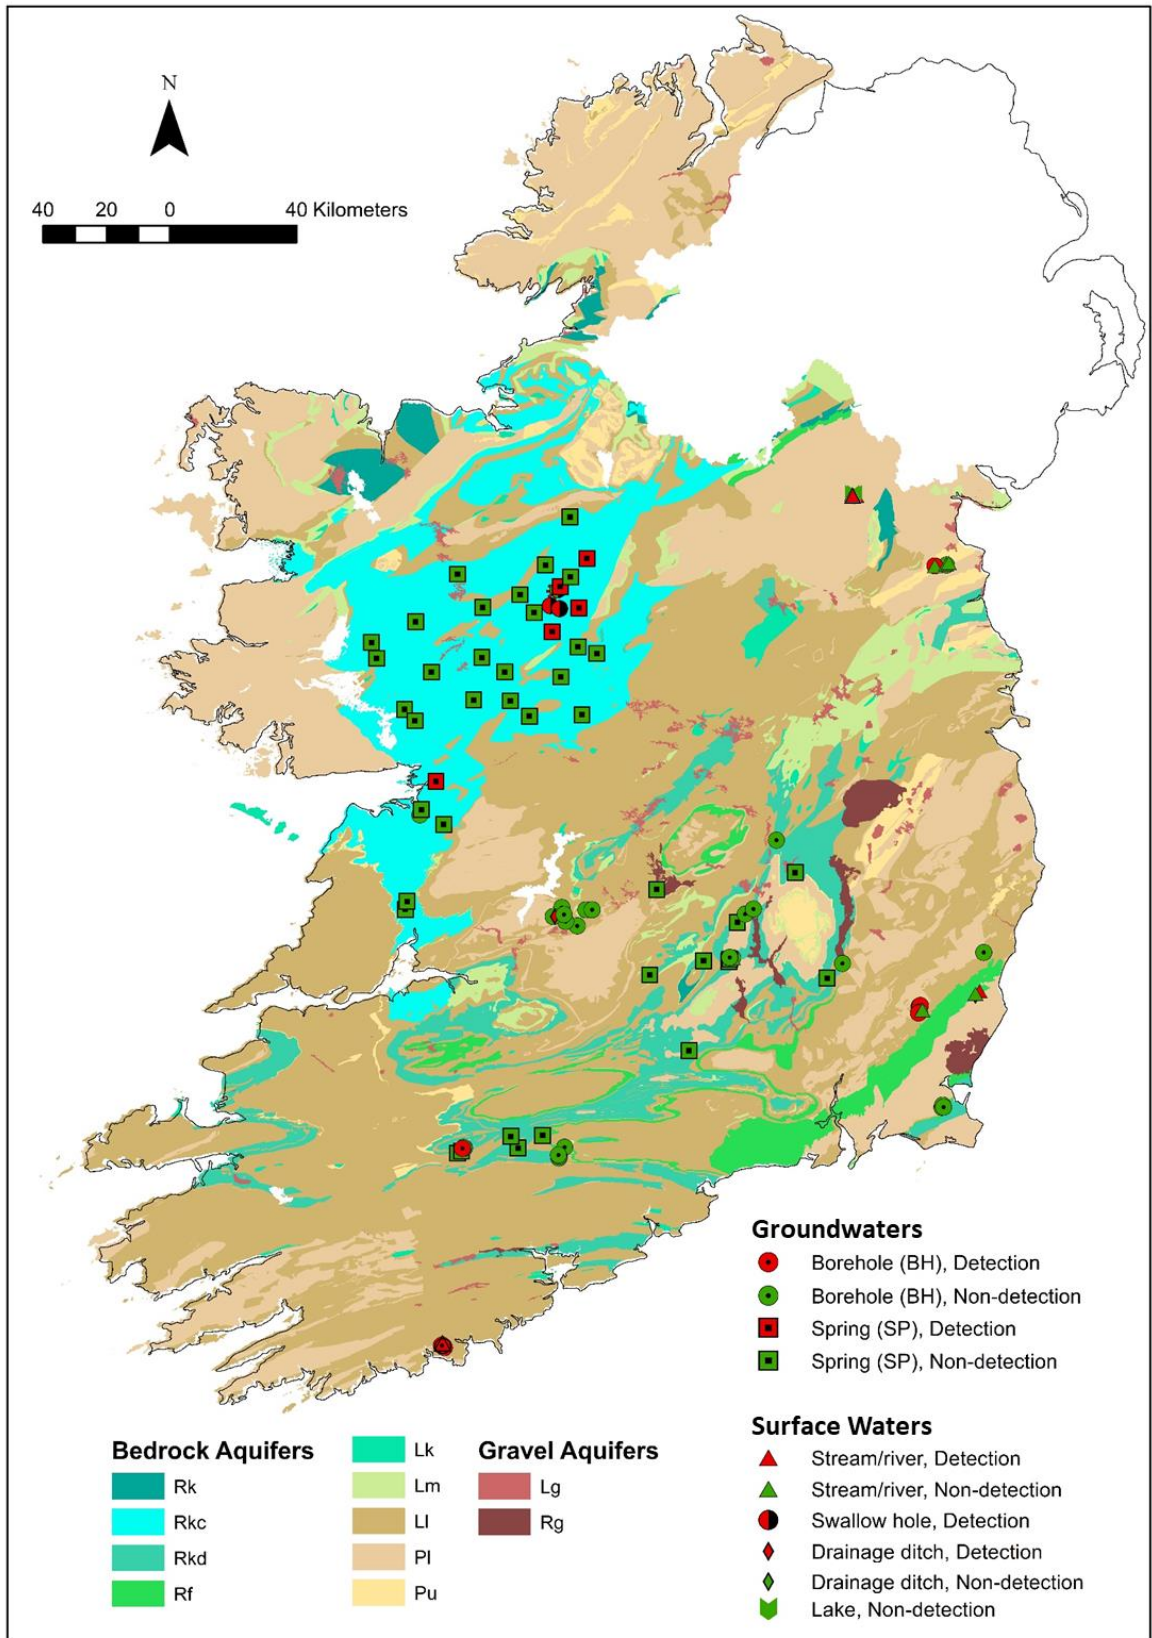 N
40 20 0 40 Kilometers
Groundwaters
Borehole (BH), Detection
Borehole (BH), Non-detection
Spring (SP), Detection
Spring (SP), Non-detection
Surface Waters
Stream/river, Detection
Stream/river, Non-detection
Swallow hole, Detection
Drainage ditch, Detection
Drainage ditch, Non-detection
Lake, Non-detection
Bedrock Aquifers
Rk
Rkc
Rkd
Rf
Lk
Lm
Ll
Pl
Pu
Gravel Aquifers
Lg
Rg